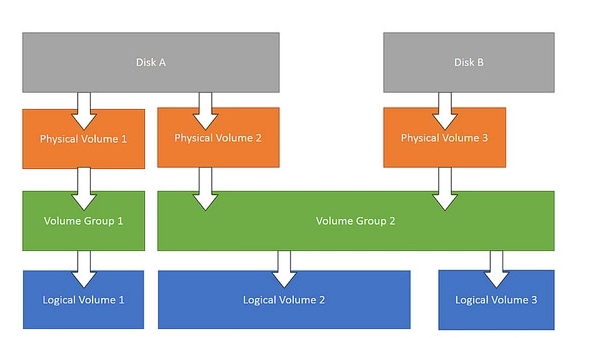 Disk A
Disk B
Physical Volume 1
Physical Volume 2
Physical Volume 3
Volume Group 1
Volume Group 2
Logical Volume 1
Logical Volume 2
Logical Volume 3